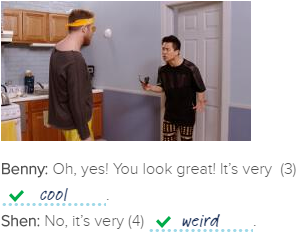 Benny: Oh, yes! You look great! It's very (3)
cool.
Shen: No, it's very (4) weird.